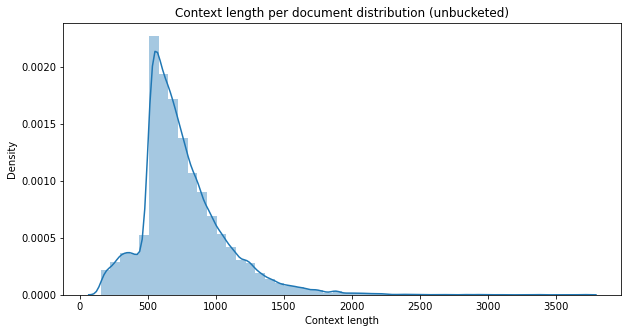 Context length per document distribution (unbucketed)
0.0020
0.0015
0.0010
0.0005
0.0000
Density
0 500 1000 1500 2000 2500 3000 3500
Context length